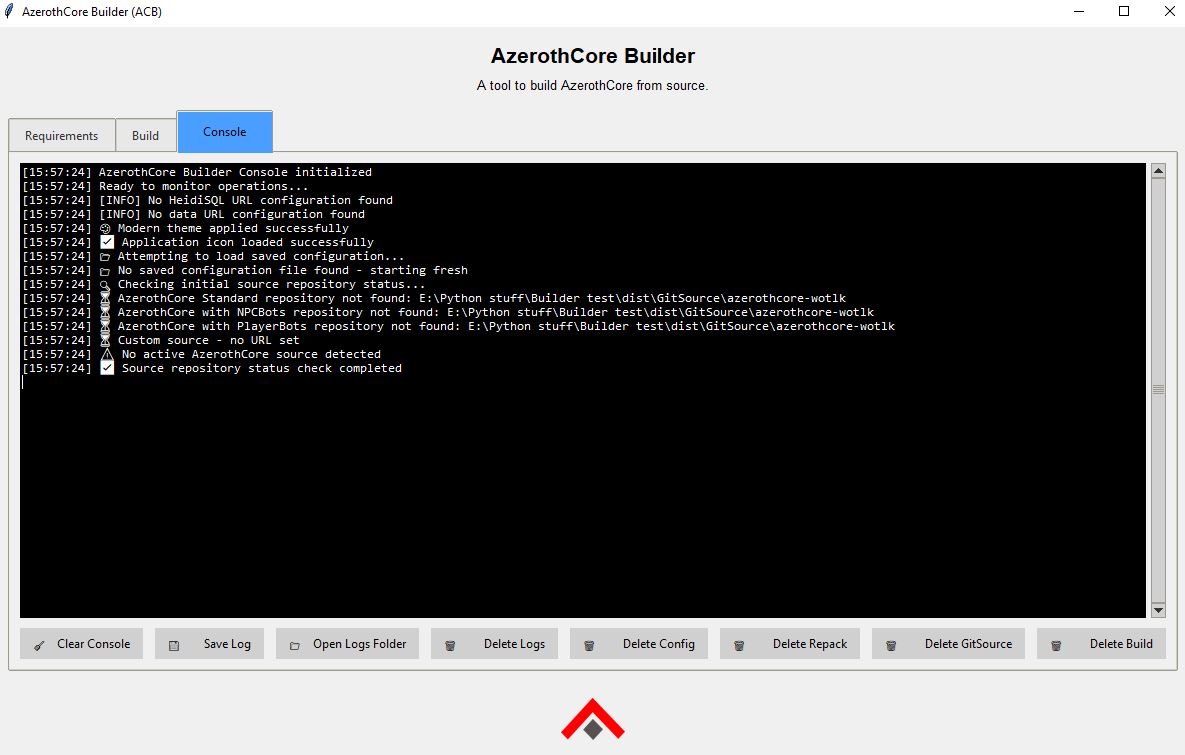 AzerothCore Builder (ACB)
AzerothCore Builder
A tool to build AzerothCore from source.
Requirements
Build
Console
[15:57:24] AzerothCore Builder Console initialized
[15:57:24] Ready to monitor operations...
[15:57:24] [INFO] No HeidiSQL URL configuration found
[15:57:24] [INFO] No data URL configuration found
[15:57:24] 🎨 Modern theme applied successfully
[15:57:24] ✅ Application icon loaded successfully
[15:57:24] 📂 Attempting to load saved configuration...
[15:57:24] 📂 No saved configuration file found - starting fresh
[15:57:24] 🔍 Checking initial source repository status...
[15:57:24] ⏳ AzerothCore Standard repository not found: E:\Python stuff\Builder test\dist\GitSource\azerothcore-wotlk
[15:57:24] ⏳ AzerothCore with NPCBots repository not found: E:\Python stuff\Builder test\dist\GitSource\azerothcore-wotlk
[15:57:24] ⏳ AzerothCore with PlayerBots repository not found: E:\Python stuff\Builder test\dist\GitSource\azerothcore-wotlk
[15:57:24] ⏳ Custom source - no URL set
[15:57:24] ⚠ No active AzerothCore source detected
[15:57:24] ✅ Source repository status check completed
Clear Console
Save Log
Open Logs Folder
Delete Logs
Delete Config
Delete Repack
Delete GitSource
Delete Build